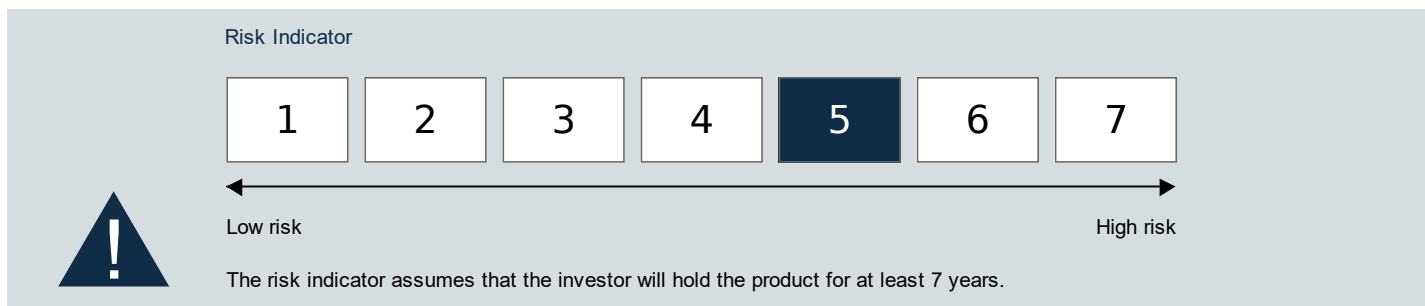 Risk Indicator
1 2 3 4 5 6 7
Low risk High risk
!
The risk indicator assumes that the investor will hold the product for at least 7 years.